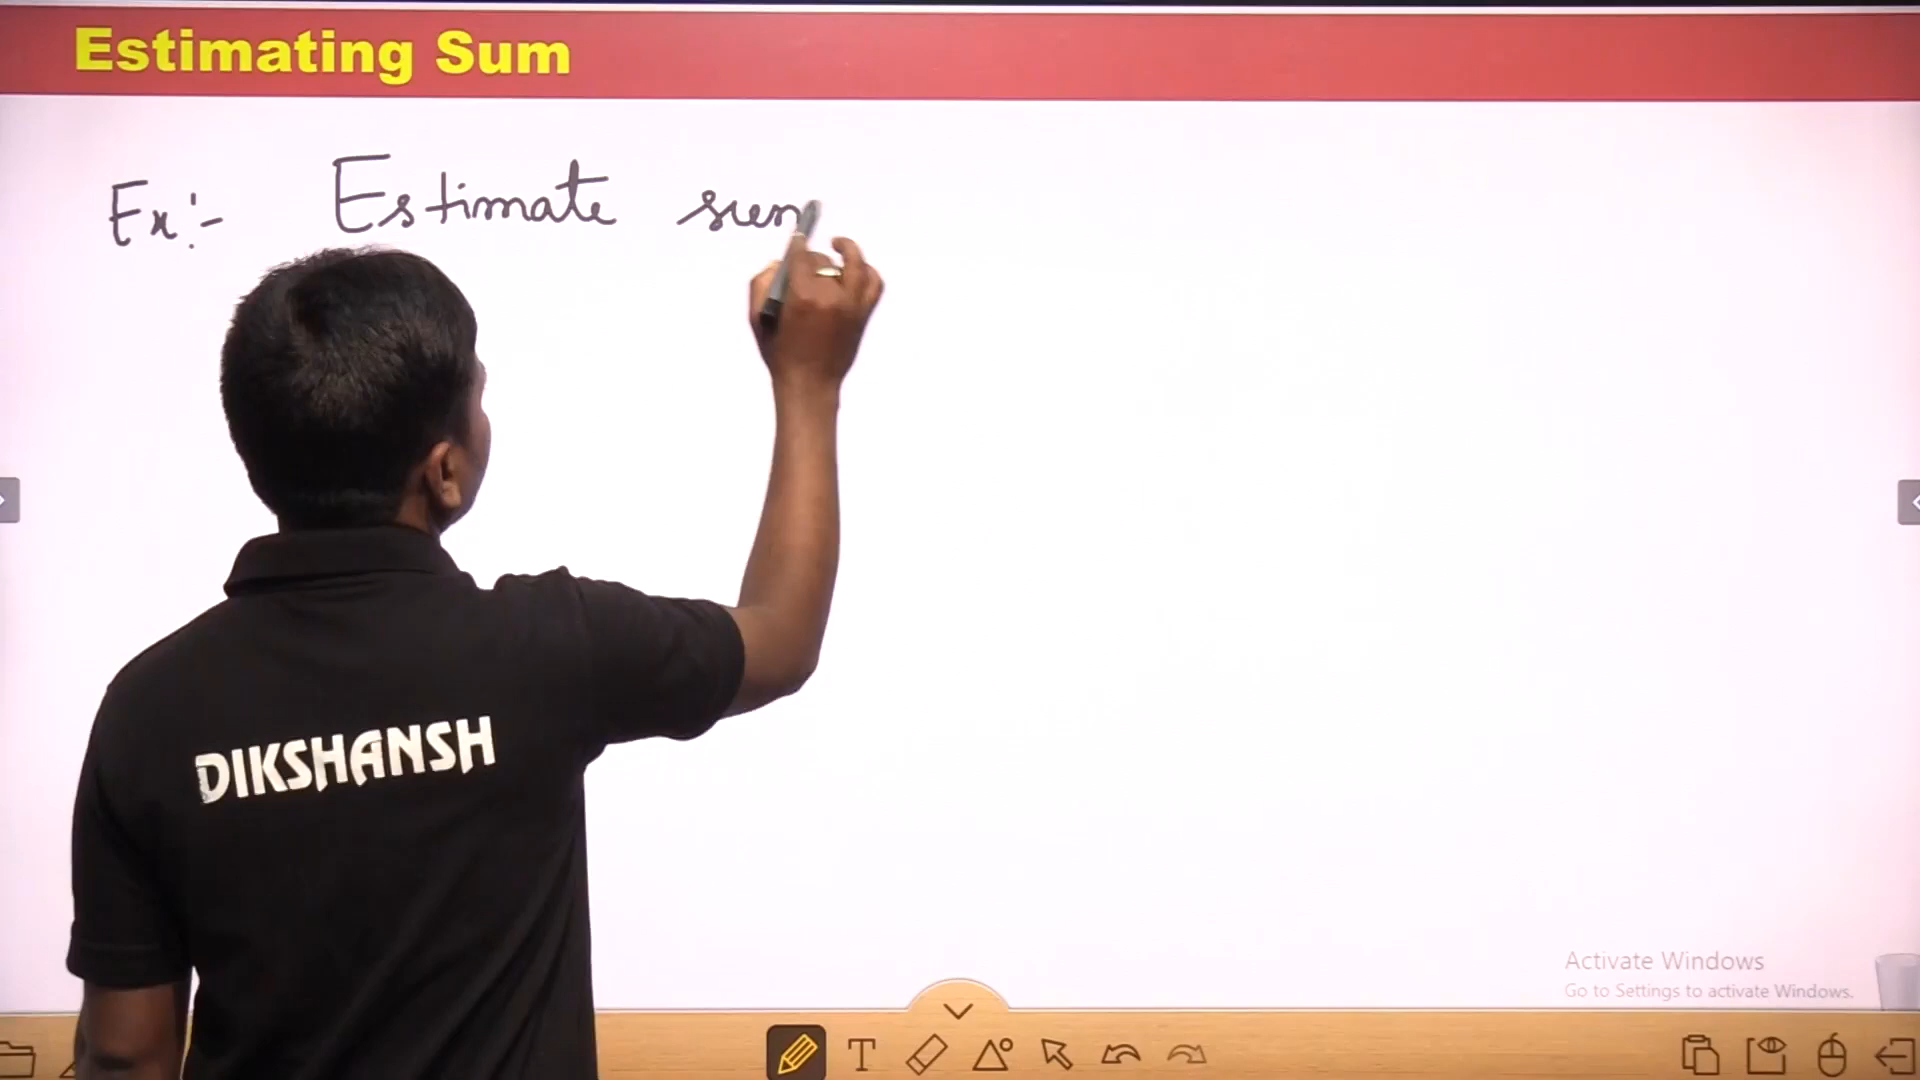 Estimating Sum
Ex:- Estimate sum
DIKSHANSH
Activate Windows
Go to Settings to activate Windows.
T